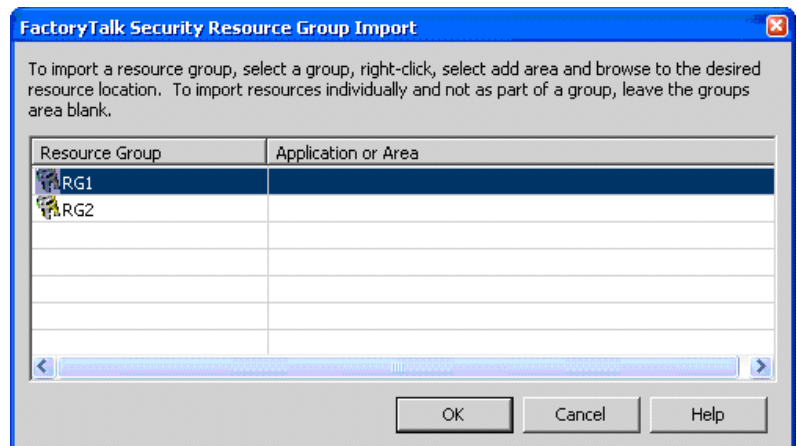 FactoryTalk Security Resource Group Import
To import a resource group, select a group, right-click, select add area and browse to the desired
resource location. To import resources individually and not as part of a group, leave the groups
area blank.
Resource Group Application or Area
RG1
RG2
OK Cancel Help